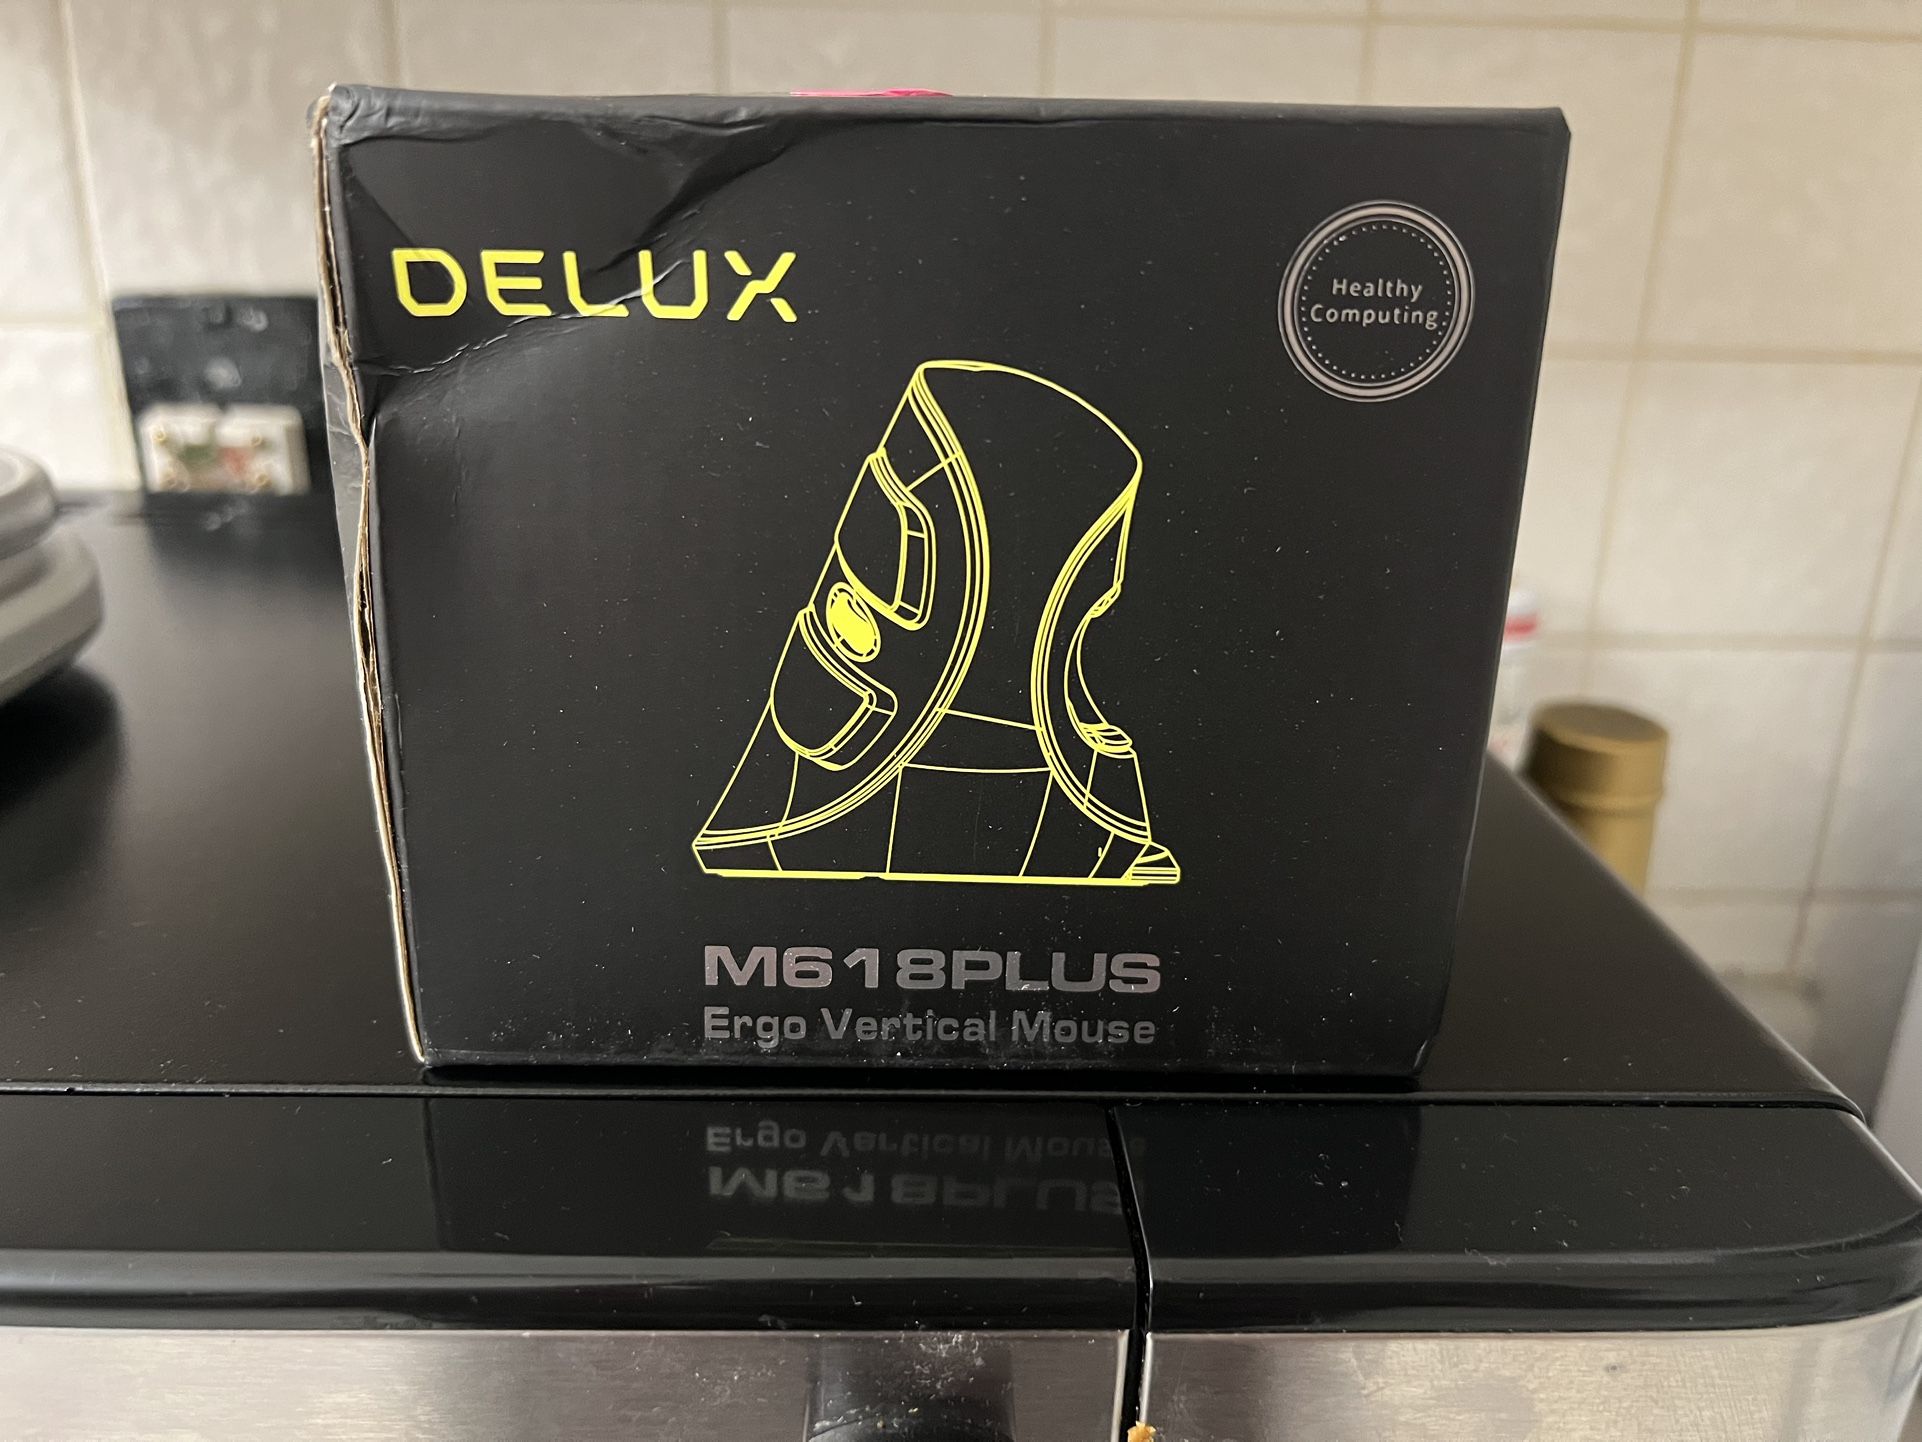 DELUX
Healthy
Computing
M618PLUS
Ergo Vertical Mouse